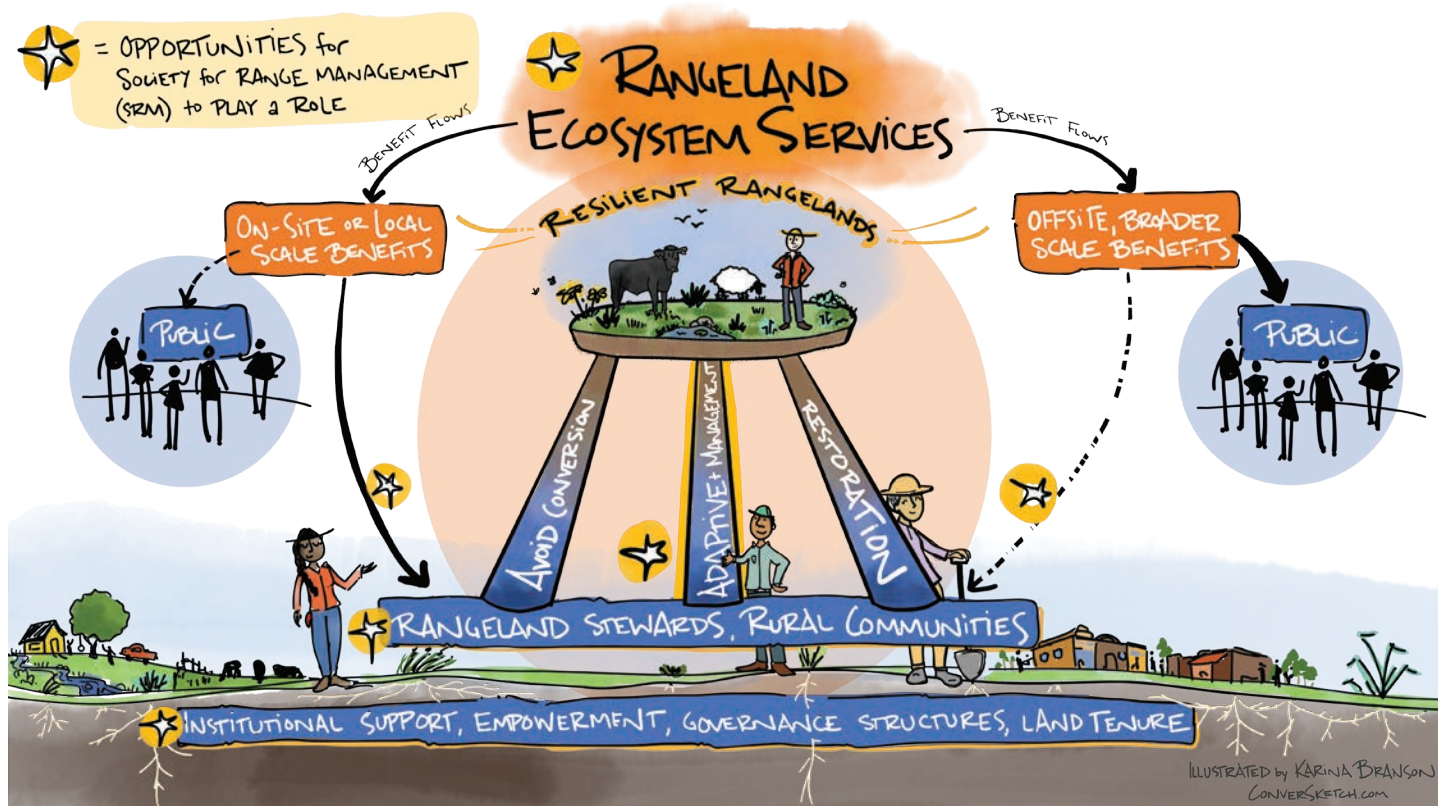 = OPPORTUNITIES for
SOCIETY for RANGE MANAGEMENT
(SRM) to PLAY a ROLE
RANGELAND
ECOSYSTEM SERVICES
BENEFIT FLOWS
BENEFIT FLOWS
RESILIENT RANGELANDS
ON-SITE OR LOCAL
SCALE BENEFITS
OFFSITE, BROADER
SCALE BENEFITS
PUBLIC
PUBLIC
AVOID CONVERSION
ADAPTIVE + MANAGEMENT
RESTORATION
RANGELAND STEWARDS, RURAL COMMUNITIES
INSTITUTIONAL SUPPORT, EMPOWERMENT, GOVERNANCE STRUCTURES, LAND TENURE
ILLUSTRATED by KARINA BRANSON
CONVERSKETCH.COM